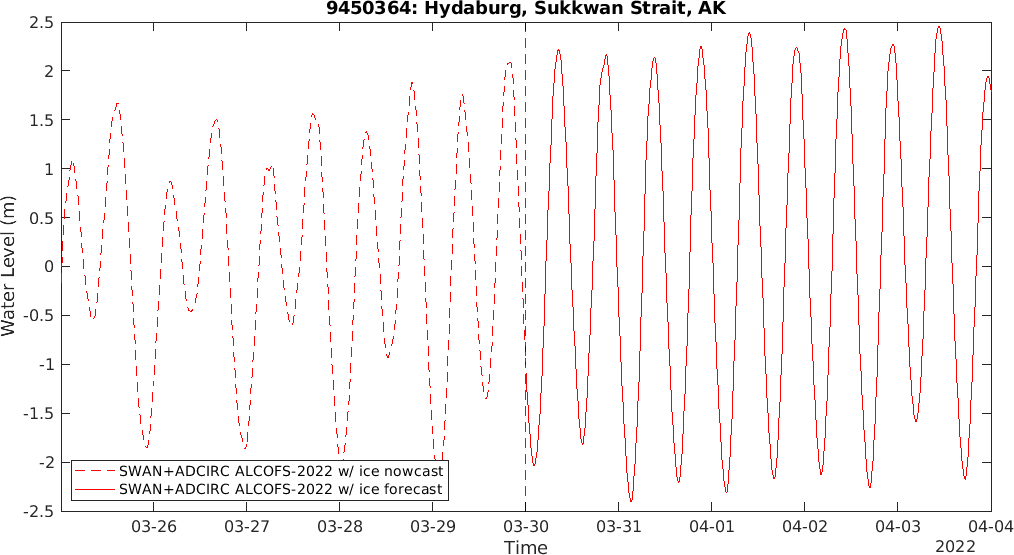 9450364: Hydaburg, Sukkwan Strait, AK
Water Level (m)
2.5
2
1.5
1
0.5
0
-0.5
-1
-1.5
-2
-2.5
SWAN+ADCIRC ALCOFS-2022 w/ ice nowcast
SWAN+ADCIRC ALCOFS-2022 w/ ice forecast
03-26 03-27 03-28 03-29 03-30 03-31 04-01 04-02 04-03 04-04
Time
2022